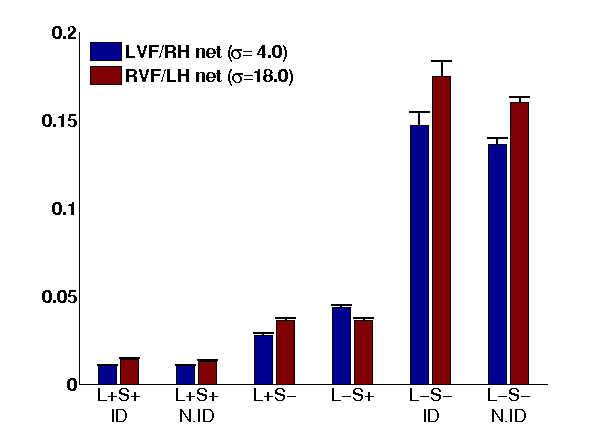 0.2
LVF/RH net (σ= 4.0)
RVF/LH net (σ=18.0)
0.15
0.1
0.05
0
L+S+ L+S+ L+S− L−S+ L−S− L−S−
ID N.ID ID N.ID